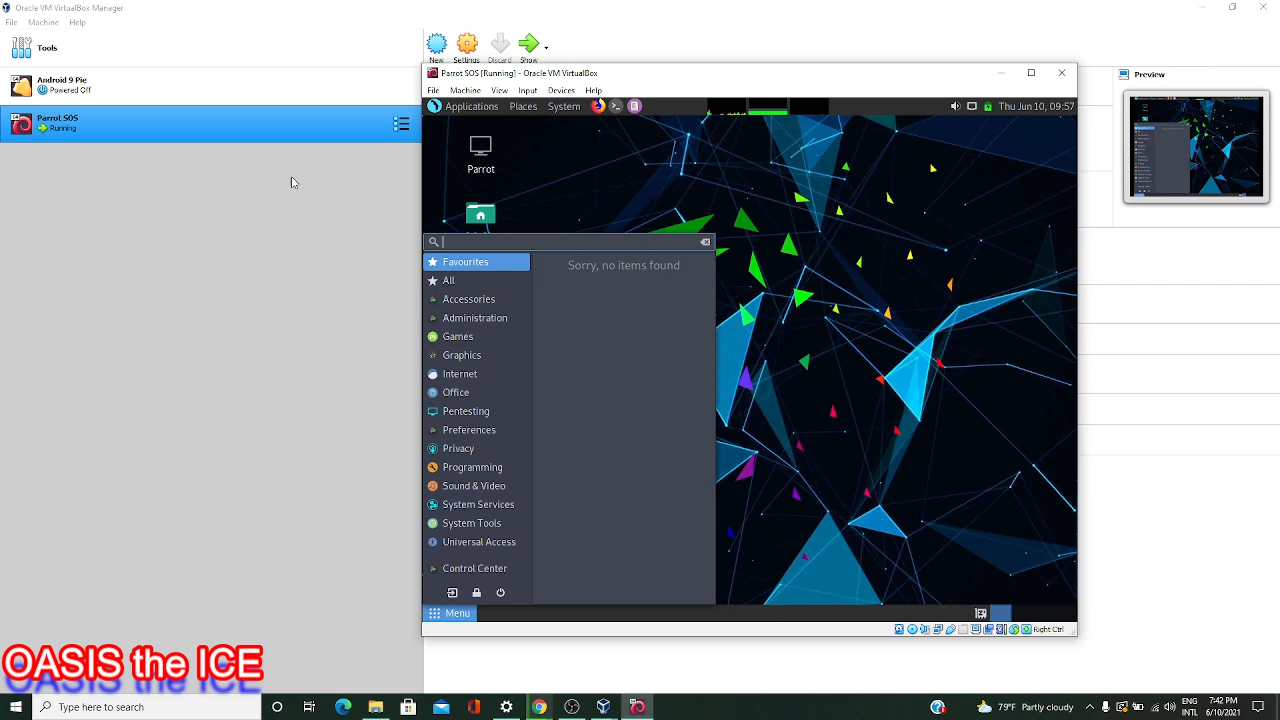 Oracle VM VirtualBox Manager
File Machine Help
Tools
New Settings Discard Show
Android 9 Pie
Powered Off
Parrot SOS
Running
Preview
Parrot SOS [Running] - Oracle VM VirtualBox
File Machine View Input Devices Help
Applications Places System
Thu Jun 10, 09:57
Parrot
Favourites
Sorry, no items found
All
Accessories
Administration
Games
Graphics
Internet
Office
Pentesting
Preferences
Privacy
Programming
Sound & Video
System Services
System Tools
Universal Access
Control Center
Menu
Right Ctrl
OASIS the ICE
Type here to search
79°F Partly cloudy
ENG
INTL
7:42 PM
6/10/2021